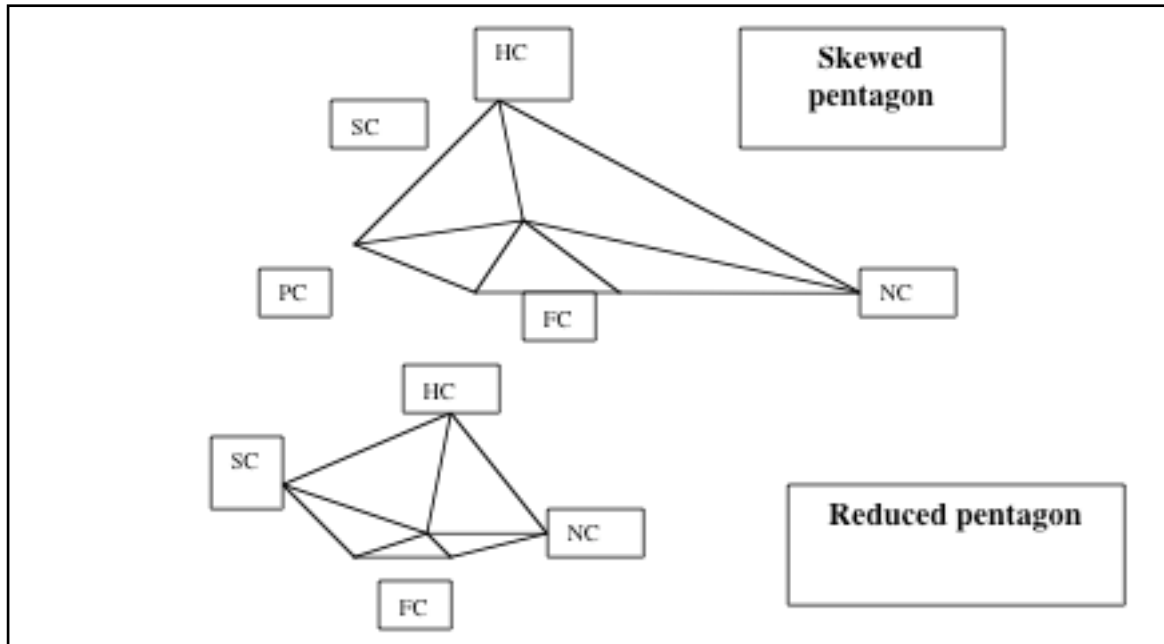 HC
Skewed
pentagon
SC
PC
NC
FC
HC
SC
Reduced pentagon
NC
FC